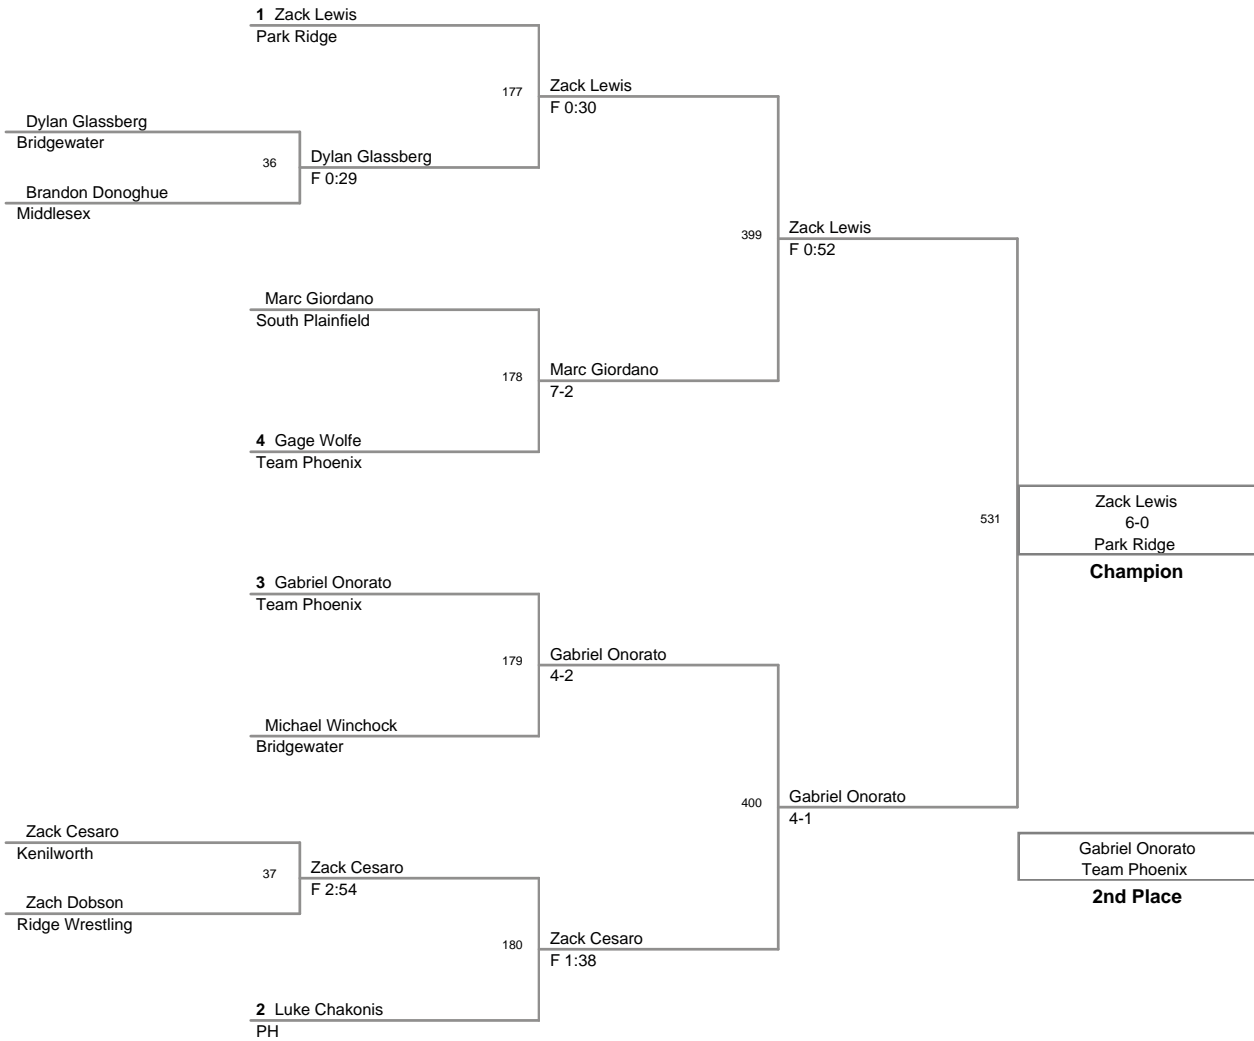 1 Zack Lewis
Park Ridge
177
Zack Lewis
F 0:30
Dylan Glassberg
Bridgewater
36
Dylan Glassberg
F 0:29
Brandon Donoghue
Middlesex
399
Zack Lewis
F 0:52
Marc Giordano
South Plainfield
178
Marc Giordano
7-2
4 Gage Wolfe
Team Phoenix
531
Zack Lewis
6-0
Park Ridge
Champion
3 Gabriel Onorato
Team Phoenix
179
Gabriel Onorato
4-2
Michael Winchock
Bridgewater
400
Gabriel Onorato
4-1
Zack Cesaro
Kenilworth
37
Zack Cesaro
F 2:54
Zach Dobson
Ridge Wrestling
180
Zack Cesaro
F 1:38
2 Luke Chakonis
PH
Gabriel Onorato
Team Phoenix
2nd Place